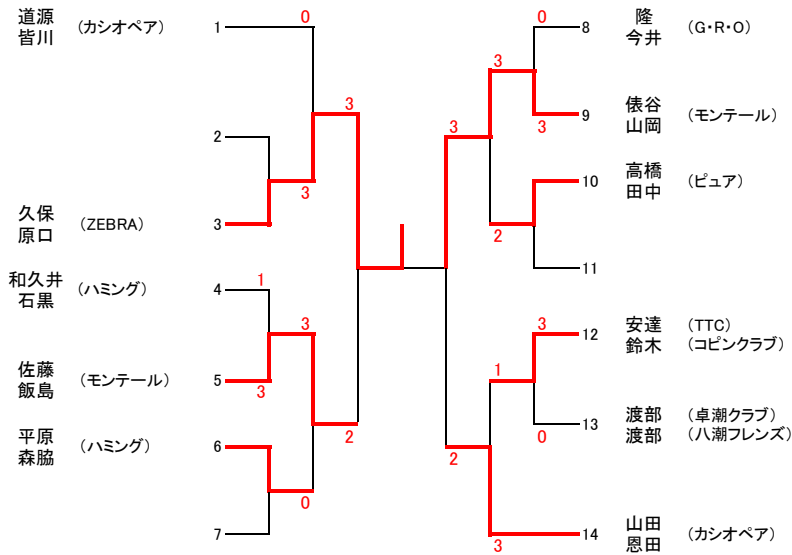 道源
皆川
(カシオペア)
1
0
2
3
久保
原口
(ZEBRA)
3
3
和久井
石黒
(ハミング)
4
1
3
佐藤
飯島
(モンテール)
5
3
平原
森脇
(ハミング)
6
2
0
7
0
8
隆
今井
(G・R・O)
3
俵谷
山岡
(モンテール)
9
3
3
高橋
田中
(ピュア)
10
2
11
安達
鈴木
(TTC)
(コピンクラブ)
12
3
1
渡部
渡部
(卓潮クラブ)
(八潮フレンズ)
13
0
2
山田
恩田
(カシオペア)
14
3